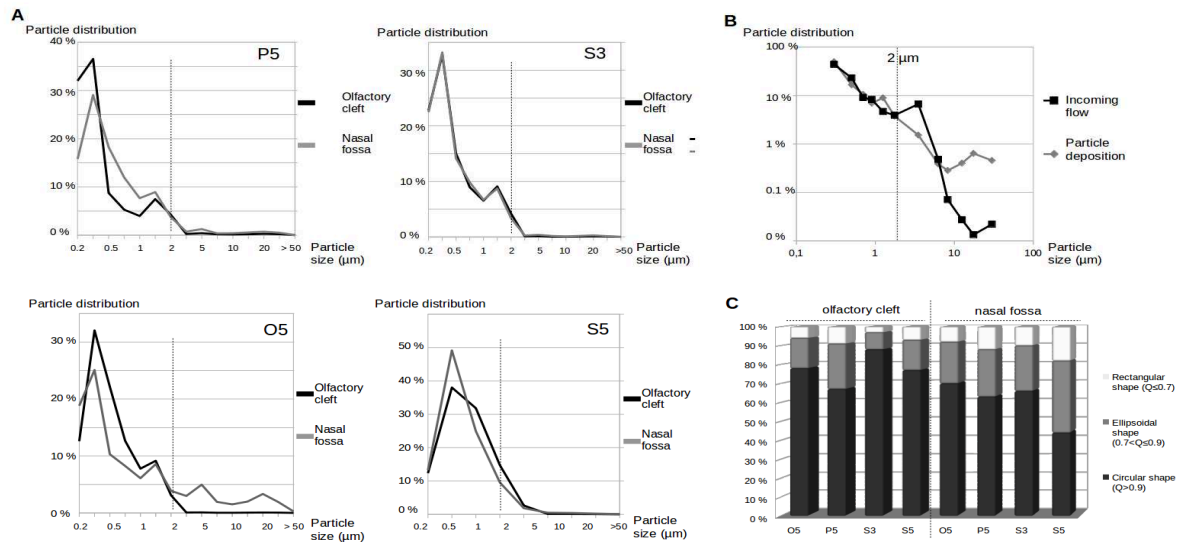 A
Particle distribution
P5
40 %
30 %
20 %
10 %
0 %
0.2 0.5 1 2 5 10 20 > 50
Particle
size (µm)
Olfactory
cleft
Nasal
fossa
Particle distribution
S3
30 %
20 %
10 %
0 %
0.2 0.5 1 2 5 10 20 >50
Particle
size (µm)
Olfactory
cleft
Nasal
fossa
B
Particle distribution
2 µm
100 %
10 %
1 %
0.1 %
0 %
0,1 1 10 100
Particle
size (µm)
Incoming
flow
Particle
deposition
Particle distribution
O5
30 %
20 %
10 %
0 %
0.2 0.5 1 2 5 10 20 > 50
Particle
size (µm)
Olfactory
cleft
Nasal
fossa
Particle distribution
S5
50 %
40 %
30 %
20 %
10 %
0 %
0.2 0.5 1 2 5 10 20 >50
Particle
size (µm)
Olfactory
cleft
Nasal
fossa
C
olfactory cleft nasal fossa
100 %
90 %
80 %
70 %
60 %
50 %
40 %
30 %
20 %
10 %
0 %
O5 P5 S3 S5 O5 P5 S3 S5
Rectangular
shape (Q≤0.7)
Ellipsoidal
shape
(0.7<Q≤0.9)
Circular shape
(Q>0.9)